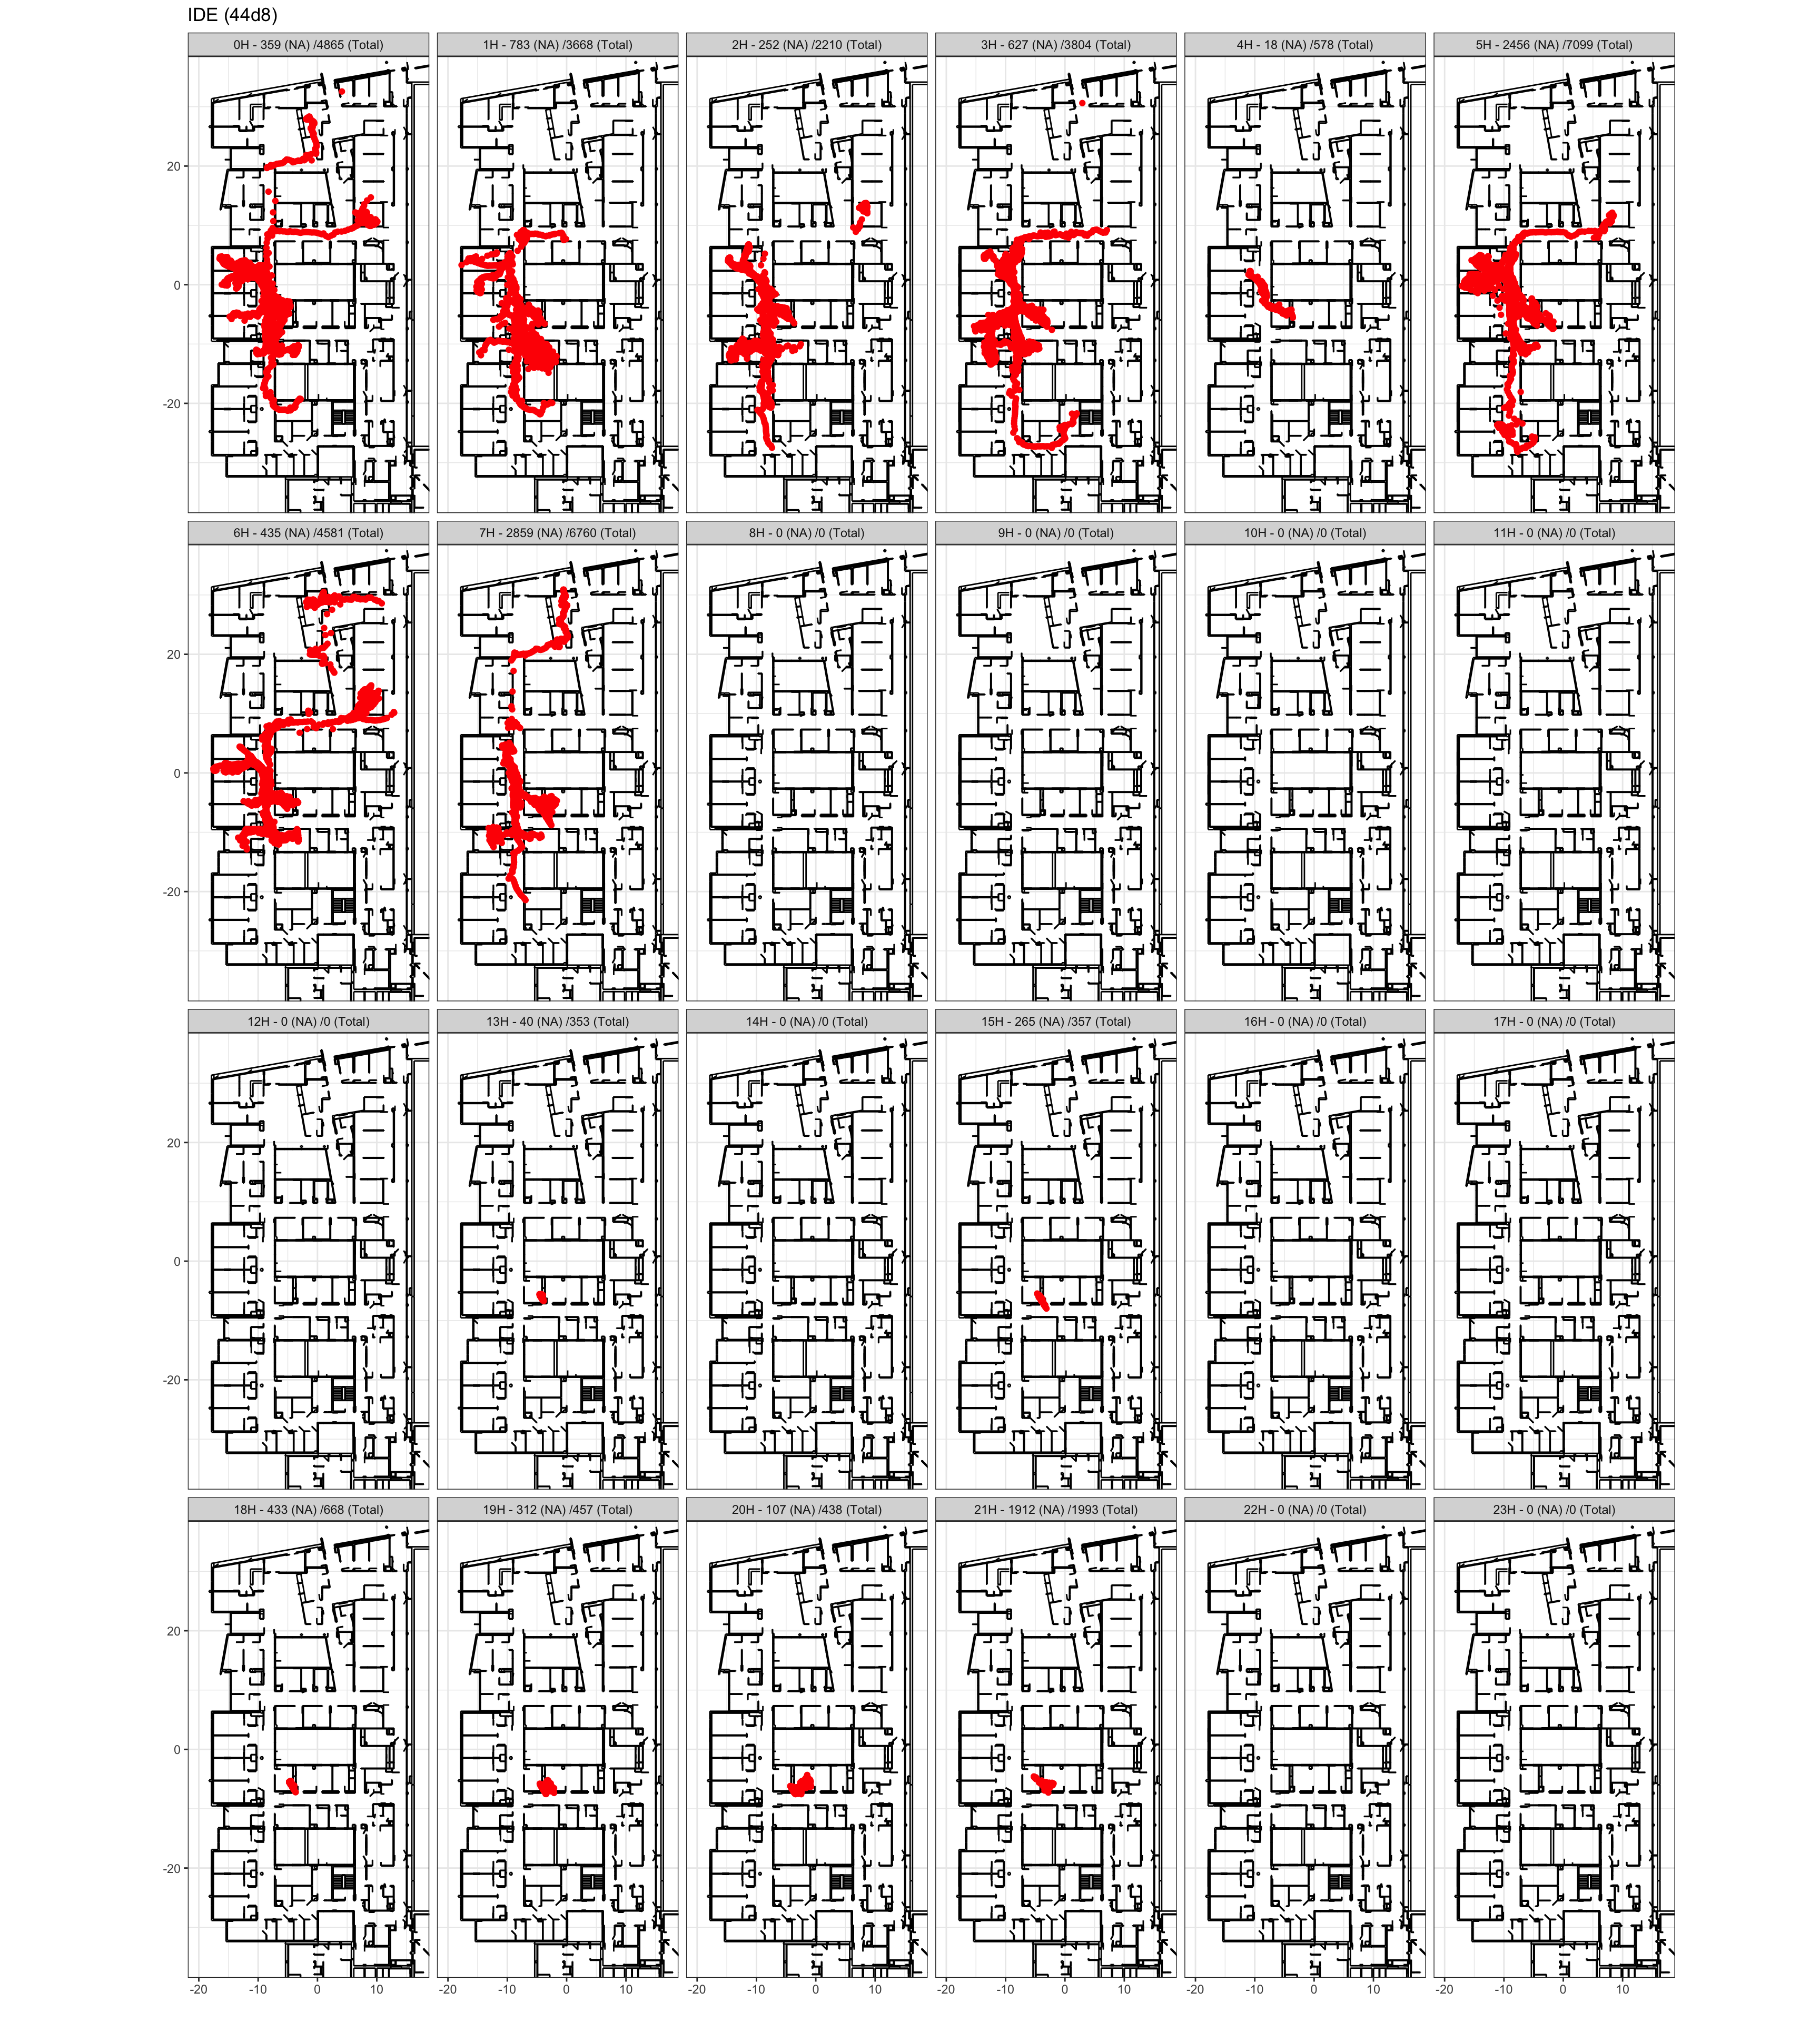 IDE (44d8)
0H - 359 (NA) /4865 (Total) 1H - 783 (NA) /3668 (Total) 2H - 252 (NA) /2210 (Total) 3H - 627 (NA) /3804 (Total) 4H - 18 (NA) /578 (Total) 5H - 2456 (NA) /7099 (Total)
20
0
-20
6H - 435 (NA) /4581 (Total) 7H - 2859 (NA) /6760 (Total) 8H - 0 (NA) /0 (Total) 9H - 0 (NA) /0 (Total) 10H - 0 (NA) /0 (Total) 11H - 0 (NA) /0 (Total)
20
0
-20
12H - 0 (NA) /0 (Total) 13H - 40 (NA) /353 (Total) 14H - 0 (NA) /0 (Total) 15H - 265 (NA) /357 (Total) 16H - 0 (NA) /0 (Total) 17H - 0 (NA) /0 (Total)
20
0
-20
18H - 433 (NA) /668 (Total) 19H - 312 (NA) /457 (Total) 20H - 107 (NA) /438 (Total) 21H - 1912 (NA) /1993 (Total) 22H - 0 (NA) /0 (Total) 23H - 0 (NA) /0 (Total)
20
0
-20
-20 -10 0 10 -20 -10 0 10 -20 -10 0 10 -20 -10 0 10 -20 -10 0 10 -20 -10 0 10